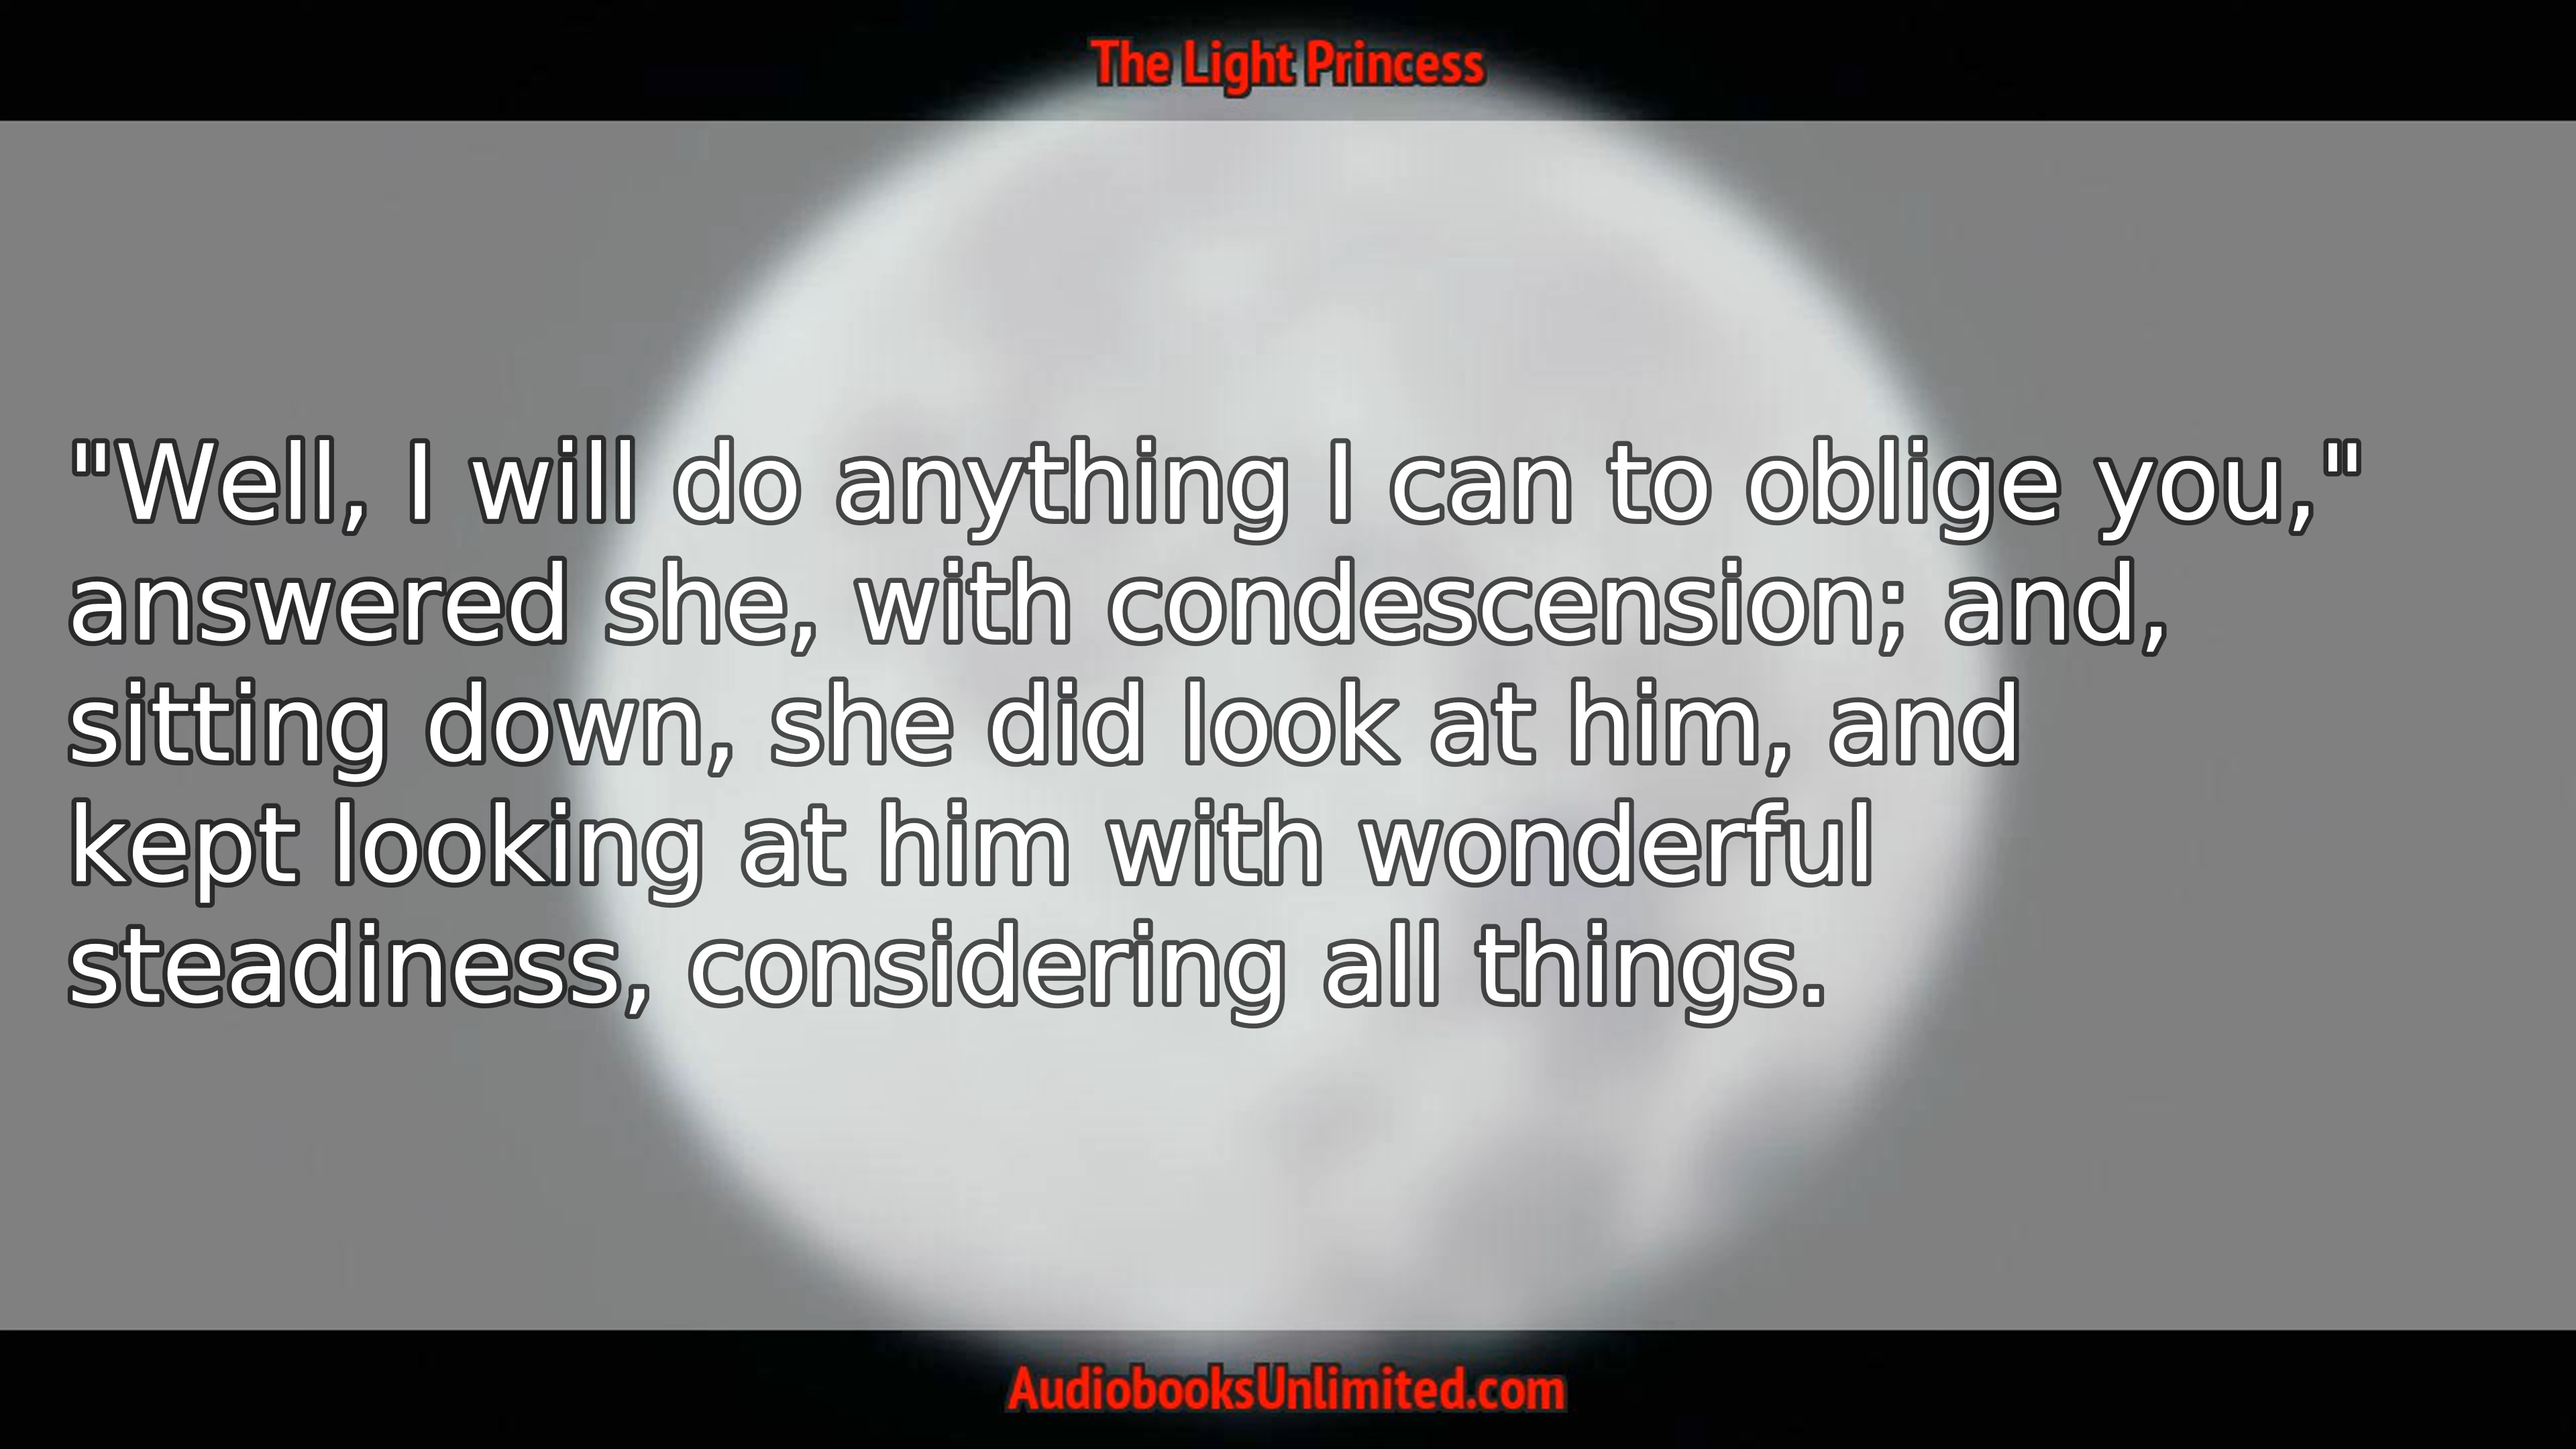 The Light Princess
"Well, I will do anything I can to oblige you,"
answered she, with condescension; and,
sitting down, she did look at him, and
kept looking at him with wonderful
steadiness, considering all things.
AudiobooksUnlimited.com